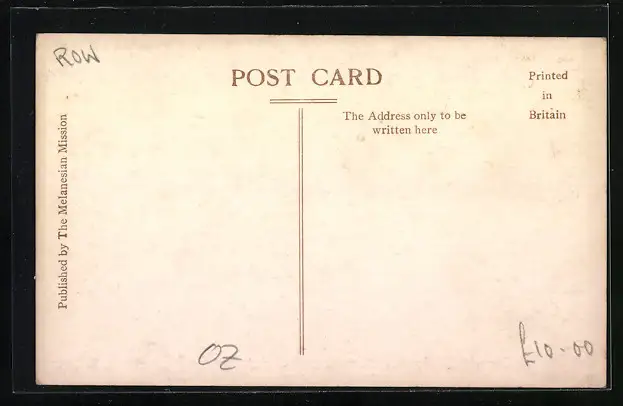 ROW
POST CARD
Printed
in
Britain
The Address only to be
written here
Published by The Melanesian Mission
OZ
£10-00